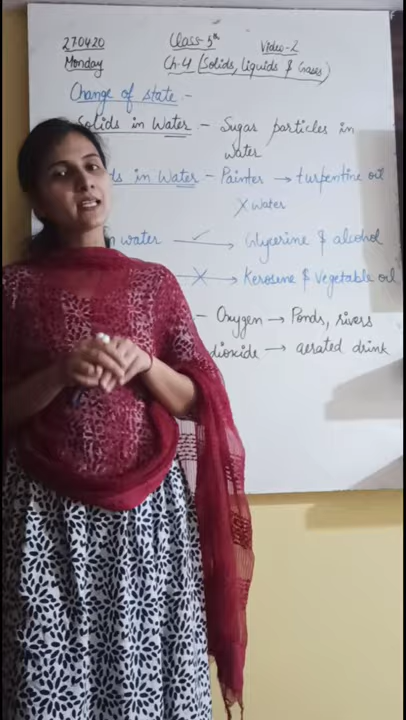 270420 Class-5th Video-2
Monday Ch-4 (Solids, Liquids & Gases)
Change of state :-
Solids in Water :- Sugar particles in
water
ds in Water - Painter → turpentine oil
X water
n water ✓→ Glycerine & alcohol
X→ Kerosene & Vegetable oil
- Oxygen → Ponds, rivers
dioxide → aerated drink